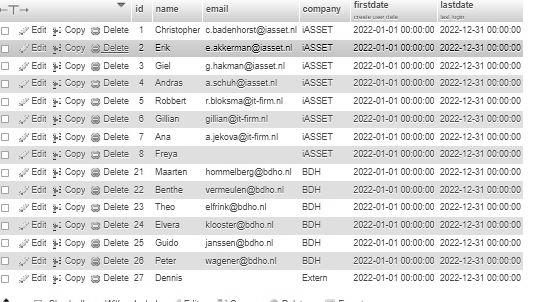 ←T→ id name email company firstdate lastdate
create user date last login
Edit Copy Delete 1 Christopher c.badenhorst@iasset.nl iASSET 2022-01-01 00:00:00 2022-12-31 00:00:00
Edit Copy Delete 2 Erik e.akkerman@iasset.nl iASSET 2022-01-01 00:00:00 2022-12-31 00:00:00
Edit Copy Delete 3 Giel g.hakman@iasset.nl iASSET 2022-01-01 00:00:00 2022-12-31 00:00:00
Edit Copy Delete 4 Andras a.schuh@iasset.nl iASSET 2022-01-01 00:00:00 2022-12-31 00:00:00
Edit Copy Delete 5 Robbert r.bloksma@it-firm.nl iASSET 2022-01-01 00:00:00 2022-12-31 00:00:00
Edit Copy Delete 6 Gillian gillian@it-firm.nl iASSET 2022-01-01 00:00:00 2022-12-31 00:00:00
Edit Copy Delete 7 Ana a.jekova@it-firm.nl iASSET 2022-01-01 00:00:00 2022-12-31 00:00:00
Edit Copy Delete 8 Freya iASSET 2022-01-01 00:00:00 2022-12-31 00:00:00
Edit Copy Delete 21 Maarten hommelberg@bdho.nl BDH 2022-01-01 00:00:00 2022-12-31 00:00:00
Edit Copy Delete 22 Benthe vermeulen@bdho.nl BDH 2022-01-01 00:00:00 2022-12-31 00:00:00
Edit Copy Delete 23 Theo elfrink@bdho.nl BDH 2022-01-01 00:00:00 2022-12-31 00:00:00
Edit Copy Delete 24 Elvera klooster@bdho.nl BDH 2022-01-01 00:00:00 2022-12-31 00:00:00
Edit Copy Delete 25 Guido janssen@bdho.nl BDH 2022-01-01 00:00:00 2022-12-31 00:00:00
Edit Copy Delete 26 Peter wagener@bdho.nl BDH 2022-01-01 00:00:00 2022-12-31 00:00:00
Edit Copy Delete 27 Dennis Extern 2022-01-01 00:00:00 2022-12-31 00:00:00